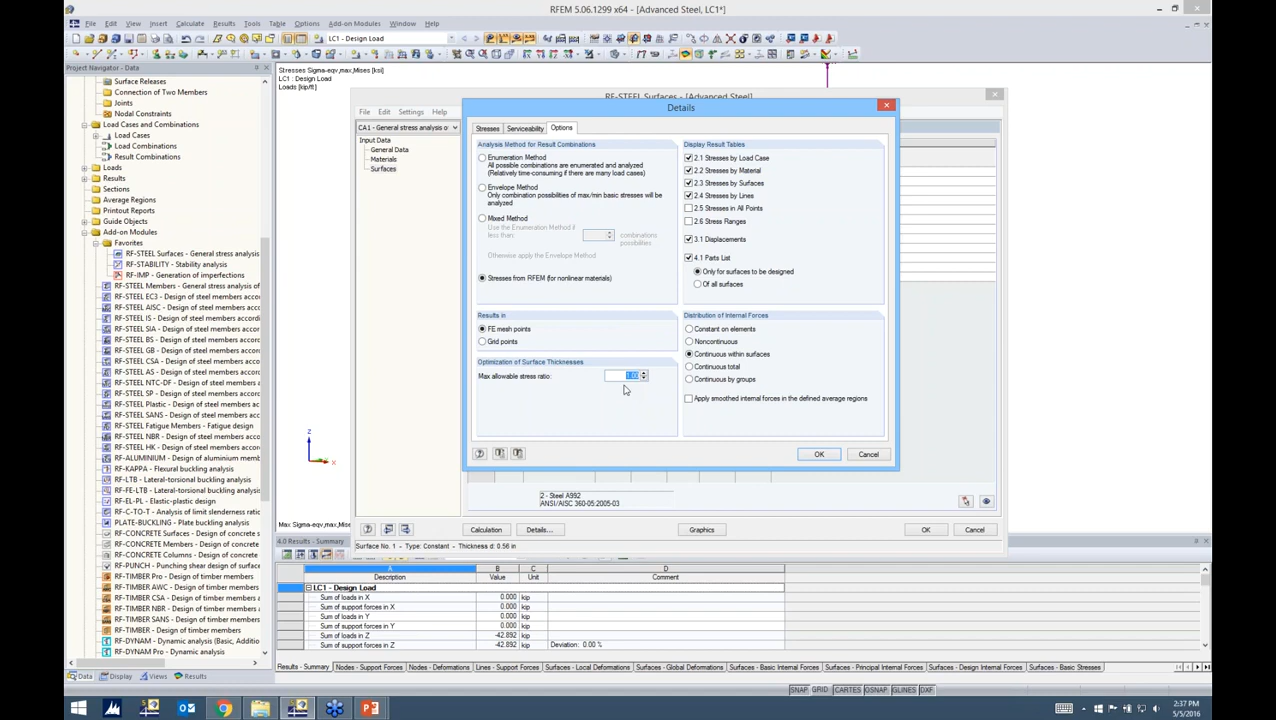 RFEM 5.06.1299 x64 - [Advanced Steel, LC1*]
File Edit View Insert Calculate Results Tools Table Options Add-on Modules Window Help
LC1 - Design Load
Project Navigator - Data
Surface Releases
Connection of Two Members
Joints
Nodal Constraints
Load Cases and Combinations
Load Cases
Load Combinations
Result Combinations
Loads
Results
Sections
Average Regions
Printout Reports
Guide Objects
Add-on Modules
Favorites
RF-STEEL Surfaces - General stress analysis
RF-STABILITY - Stability analysis
RF-IMP - Generation of imperfections
RF-STEEL Members - General stress analysis of
RF-STEEL EC3 - Design of steel members accor
RF-STEEL AISC - Design of steel members acco
RF-STEEL IS - Design of steel members accordin
RF-STEEL SIA - Design of steel members accord
RF-STEEL BS - Design of steel members accordi
RF-STEEL GB - Design of steel members accord
RF-STEEL CSA - Design of steel members accor
RF-STEEL AS - Design of steel members accordi
RF-STEEL NTC-DF - Design of steel members ac
RF-STEEL SP - Design of steel members accordi
RF-STEEL Plastic - Design of steel members acc
RF-STEEL SANS - Design of steel members acco
RF-STEEL Fatigue Members - Fatigue design
RF-STEEL NBR - Design of steel members accor
RF-STEEL HK - Design of steel members accordi
RF-ALUMINIUM - Design of aluminium member
RF-KAPPA - Flexural buckling analysis
RF-LTB - Lateral-torsional buckling analysis
RF-FE-LTB - Lateral-torsional buckling analysis
RF-EL-PL - Elastic-plastic design
RF-C-TO-T - Analysis of limit slenderness ratio
PLATE-BUCKLING - Plate buckling analysis
RF-CONCRETE Surfaces - Design of concrete
RF-CONCRETE Members - Design of concrete
RF-CONCRETE Columns - Design of concrete
RF-PUNCH - Punching shear design of surface
RF-TIMBER Pro - Design of timber members
RF-TIMBER AWC - Design of timber members
RF-TIMBER CSA - Design of timber members
RF-TIMBER NBR - Design of timber members
RF-TIMBER SANS - Design of timber members
RF-TIMBER - Design of timber members
RF-DYNAM - Dynamic analysis (Basic, Additio
RF-DYNAM Pro - Dynamic analysis
Data Display Views Results
Stresses Sigma-eqv,max,Mises [ksi]
LC1 : Design Load
Loads [kip/ft]
Z
X
Max Sigma-eqv,max,Mise
RF-STEEL Surfaces - [Advanced Steel]
File Edit Settings Help
CA1 - General stress analysis o
Input Data
General Data
Materials
Surfaces
2 - Steel A992
ANSI/AISC 360-05:2005-03
Calculation Details... Graphics OK Cancel
Surface No. 1 - Type: Constant - Thickness d: 0.56 in
Details
Stresses Serviceability Options
Analysis Method for Result Combinations
Enumeration Method
All possible combinations are enumerated and analyzed
(Relatively time-consuming if there are many load cases)
Envelope Method
Only combination possibilities of max/min basic stresses will be
analyzed
Mixed Method
Use the Enumeration Method if
less then:
combinations
possibilities
Otherwise apply the Envelope Method
Stresses from RFEM (for nonlinear materials)
Results in
FE mesh points
Grid points
Optimization of Surface Thicknesses
Max allowable stress ratio: 1.00
Display Result Tables
2.1 Stresses by Load Case
2.2 Stresses by Material
2.3 Stresses by Surfaces
2.4 Stresses by Lines
2.5 Stresses in All Points
2.6 Stress Ranges
3.1 Displacements
4.1 Parts List
Only for surfaces to be designed
Of all surfaces
Distribution of Internal Forces
Constant on elements
Noncontinuous
Continuous within surfaces
Continuous total
Continuous by groups
Apply smoothed internal forces in the defined average regions
OK Cancel
4.0 Results - Summary
A B C D
Description Value Unit Comment
LC1 - Design Load
Sum of loads in X 0.000 kip
Sum of support forces in X 0.000 kip
Sum of loads in Y 0.000 kip
Sum of support forces in Y 0.000 kip
Sum of loads in Z -42.892 kip
Sum of support forces in Z -42.892 kip Deviation: 0.00 %
Results - Summary Nodes - Support Forces Nodes - Deformations Lines - Support Forces Surfaces - Local Deformations Surfaces - Global Deformations Surfaces - Basic Internal Forces Surfaces - Principal Internal Forces Surfaces - Design Internal Forces Surfaces - Basic Stresses
SNAP GRID CARTES OSNAP GLINES DXF
2:37 PM
5/5/2016